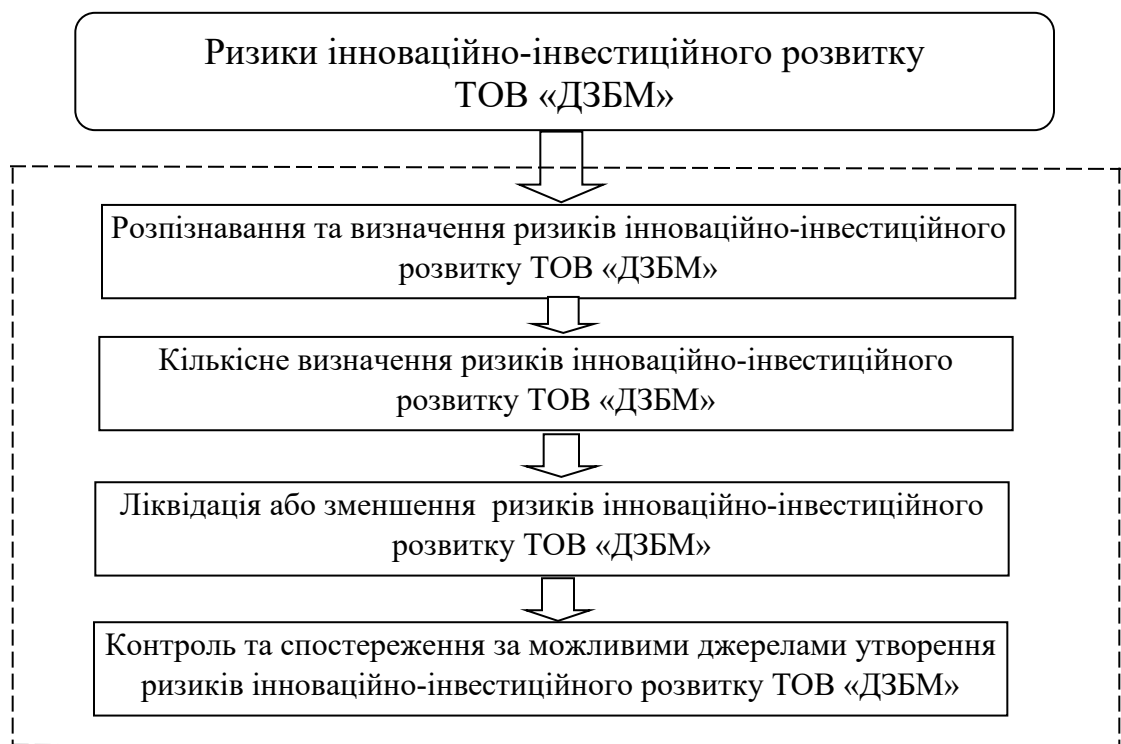 Ризики інноваційно-інвестиційного розвитку
ТОВ «ДЗБМ»
Розпізнавання та визначення ризиків інноваційно-інвестиційного
розвитку ТОВ «ДЗБМ»
Кількісне визначення ризиків інноваційно-інвестиційного
розвитку ТОВ «ДЗБМ»
Ліквідація або зменшення ризиків інноваційно-інвестиційного
розвитку ТОВ «ДЗБМ»
Контроль та спостереження за можливими джерелами утворення
ризиків інноваційно-інвестиційного розвитку ТОВ «ДЗБМ»